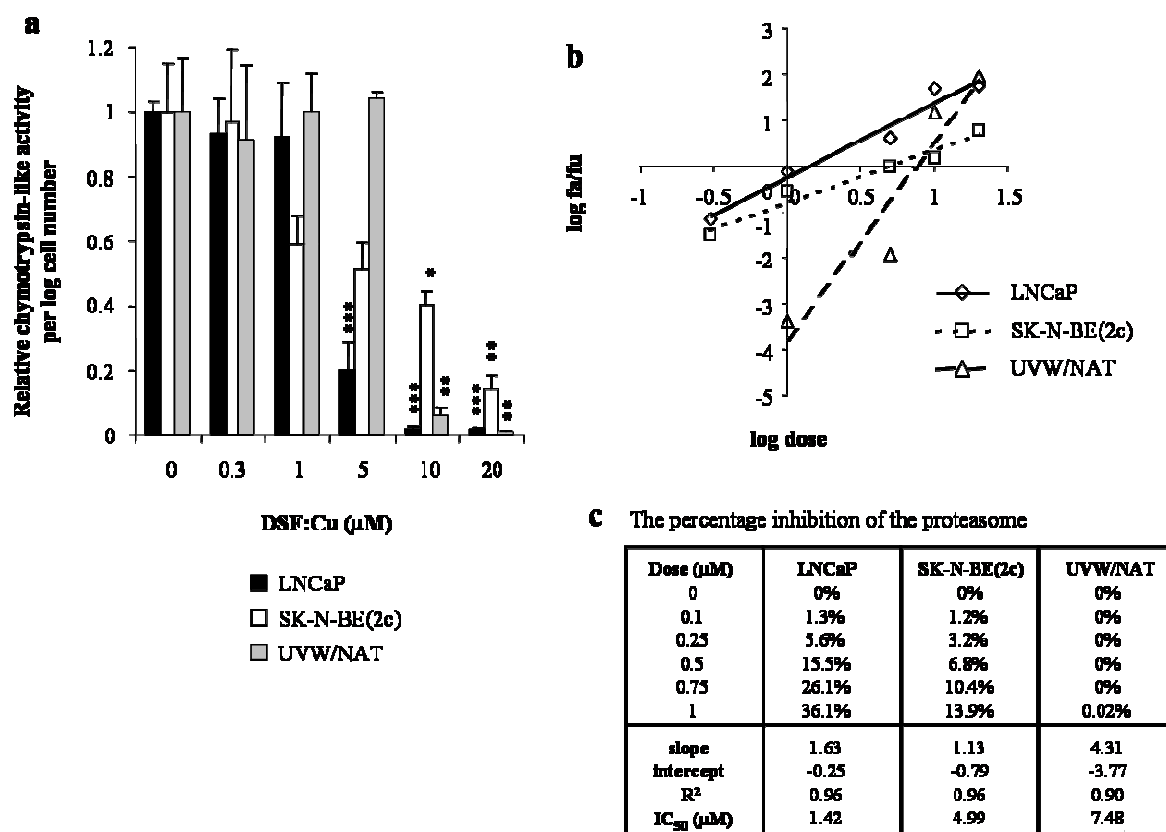 a
Relative chymotrypsin-like activity
per log cell number
1.2
1
0.8
0.6
0.4
0.2
0
***
***
*
**
***
**
**
0 0.3 1 5 10 20
DSF:Cu (µM)
LNCaP
SK-N-BE(2c)
UVW/NAT
b
log fa/fu
3
2
1
0
-1
-2
-3
-4
-5
-1 -0.5 0.0 0.5 1 1.5
log dose
LNCaP
SK-N-BE(2c)
UVW/NAT
c The percentage inhibition of the proteasome
Dose (µM) LNCaP SK-N-BE(2c) UVW/NAT
0 0% 0% 0%
0.1 1.3% 1.2% 0%
0.25 5.6% 3.2% 0%
0.5 15.5% 6.8% 0%
0.75 26.1% 10.4% 0%
1 36.1% 13.9% 0.02%
slope 1.63 1.13 4.31
intercept -0.25 -0.79 -3.77
R² 0.96 0.96 0.90
IC₅₀ (µM) 1.42 4.99 7.48